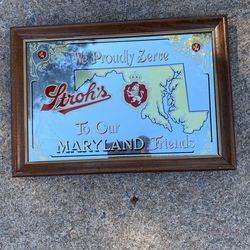 We Proudly Serve
Stroh's
To Our
MARYLAND Friends